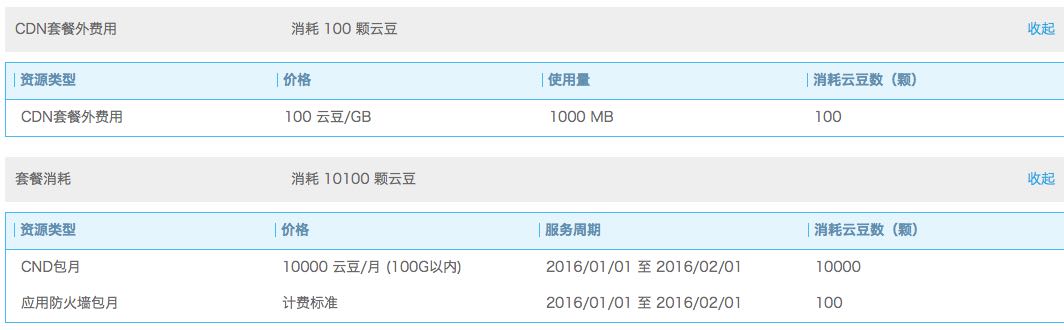 CDN套餐外费用 消耗 100 颗云豆 收起
资源类型 价格 使用量 消耗云豆数（颗）
CDN套餐外费用 100 云豆/GB 1000 MB 100
套餐消耗 消耗 10100 颗云豆 收起
资源类型 价格 服务周期 消耗云豆数（颗）
CND包月 10000 云豆/月 (100G以内) 2016/01/01 至 2016/02/01 10000
应用防火墙包月 计费标准 2016/01/01 至 2016/02/01 100